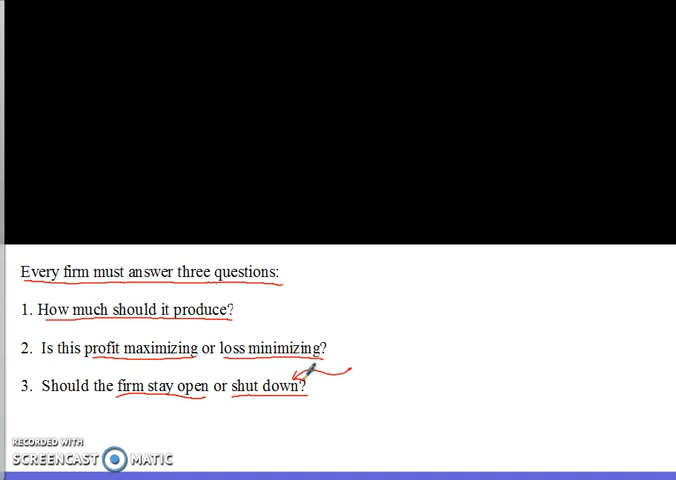 Every firm must answer three questions:
1. How much should it produce?
2. Is this profit maximizing or loss minimizing?
3. Should the firm stay open or shut down?
RECORDED WITH
SCREENCAST MATIC